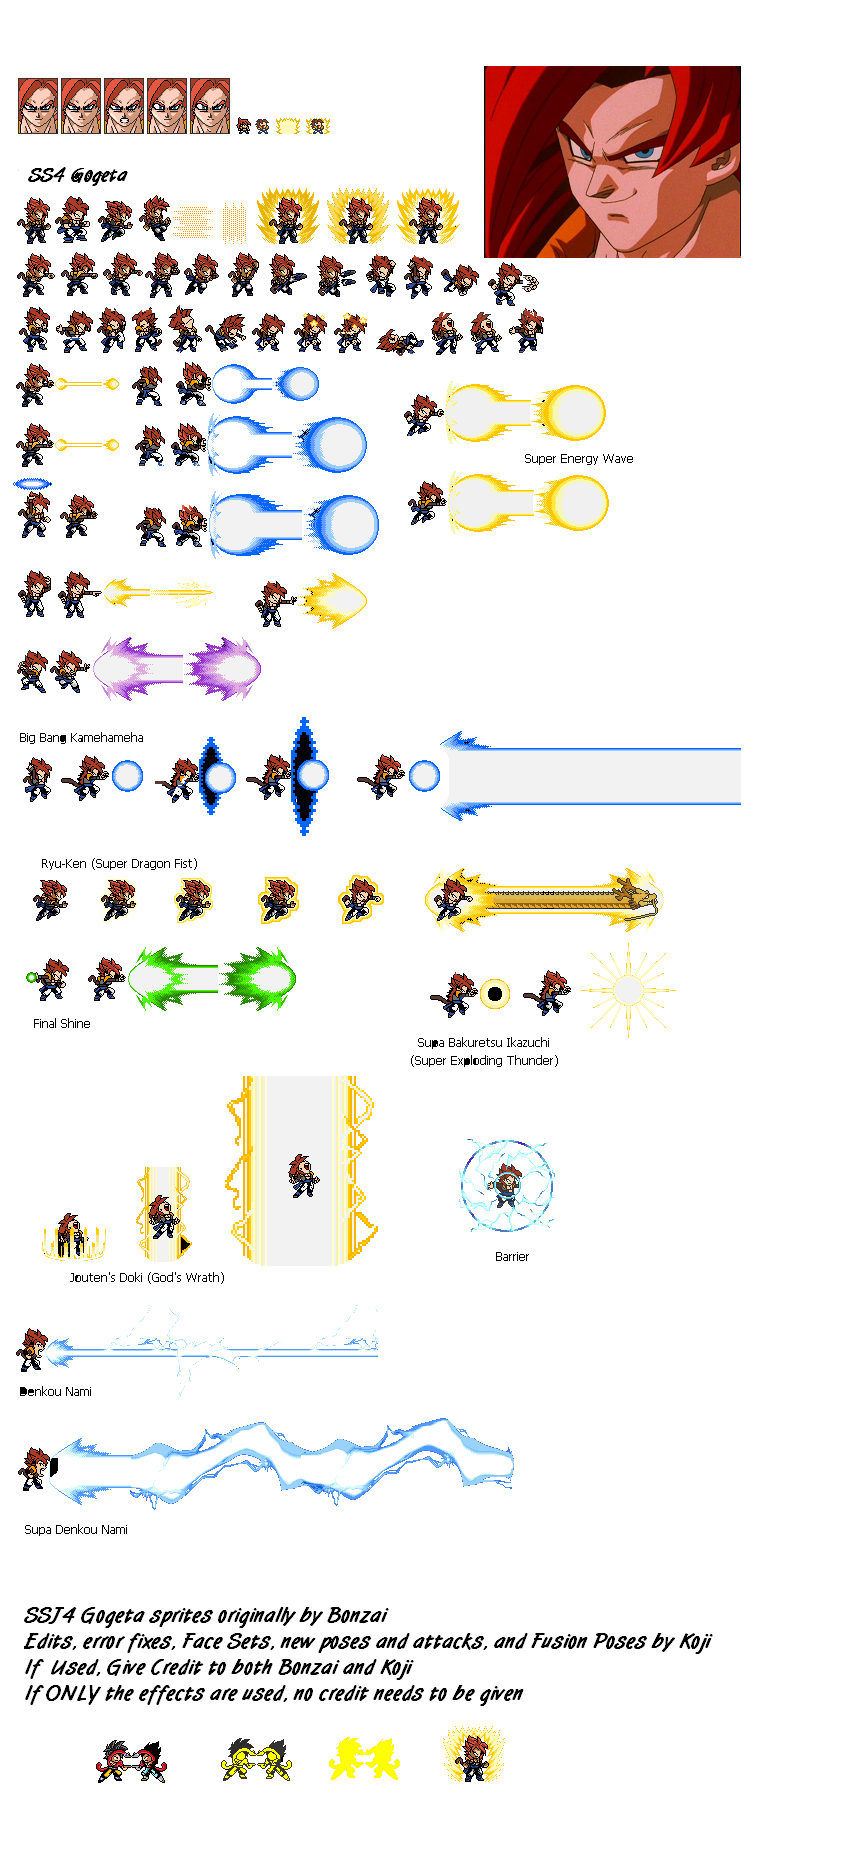 SS4 Gogeta
Super Energy Wave
Big Bang Kamehameha
Ryu-Ken (Super Dragon Fist)
Final Shine
Supa Bakuretsu Ikazuchi
(Super Exploding Thunder)
Jouten's Doki (God's Wrath)
Barrier
Denkou Nami
Supa Denkou Nami
SSJ4 Gogeta sprites originally by Bonzai
Edits, error fixes, Face Sets, new poses and attacks, and Fusion Poses by Koji
If Used, Give Credit to both Bonzai and Koji
If ONLY the effects are used, no credit needs to be given